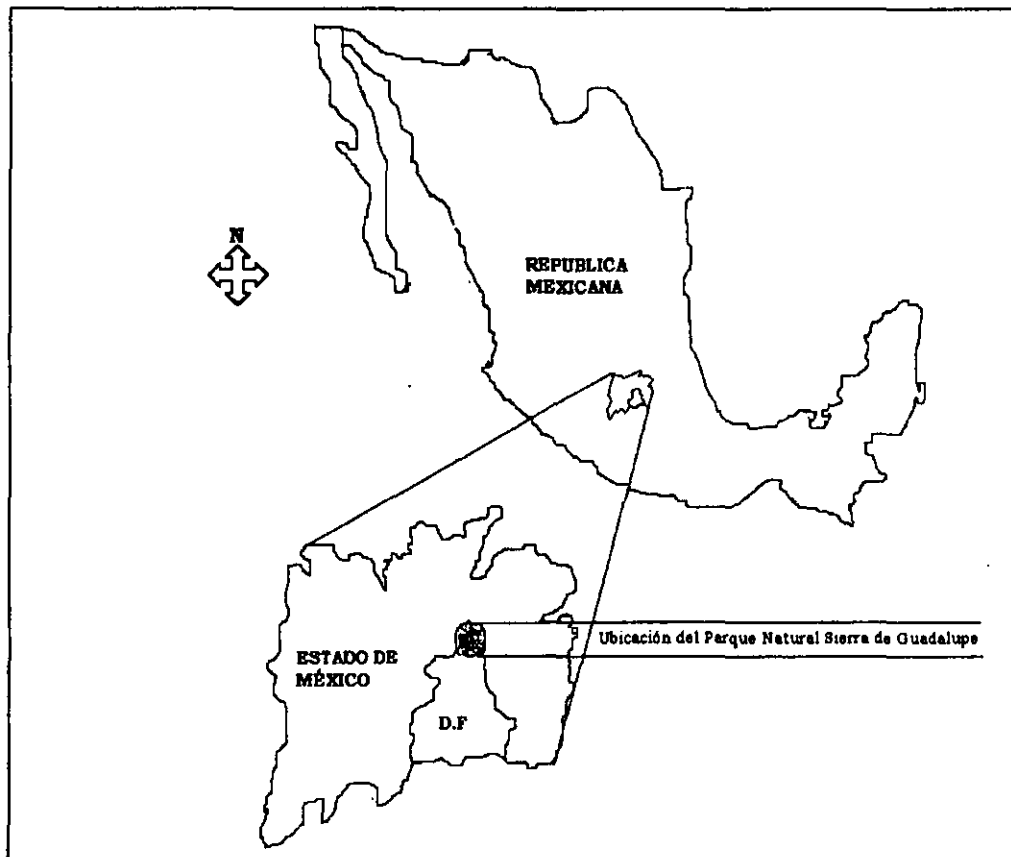 N
REPUBLICA
MEXICANA
Ubicación del Parque Natural Sierra de Guadalupe
ESTADO DE
MÉXICO
D.F